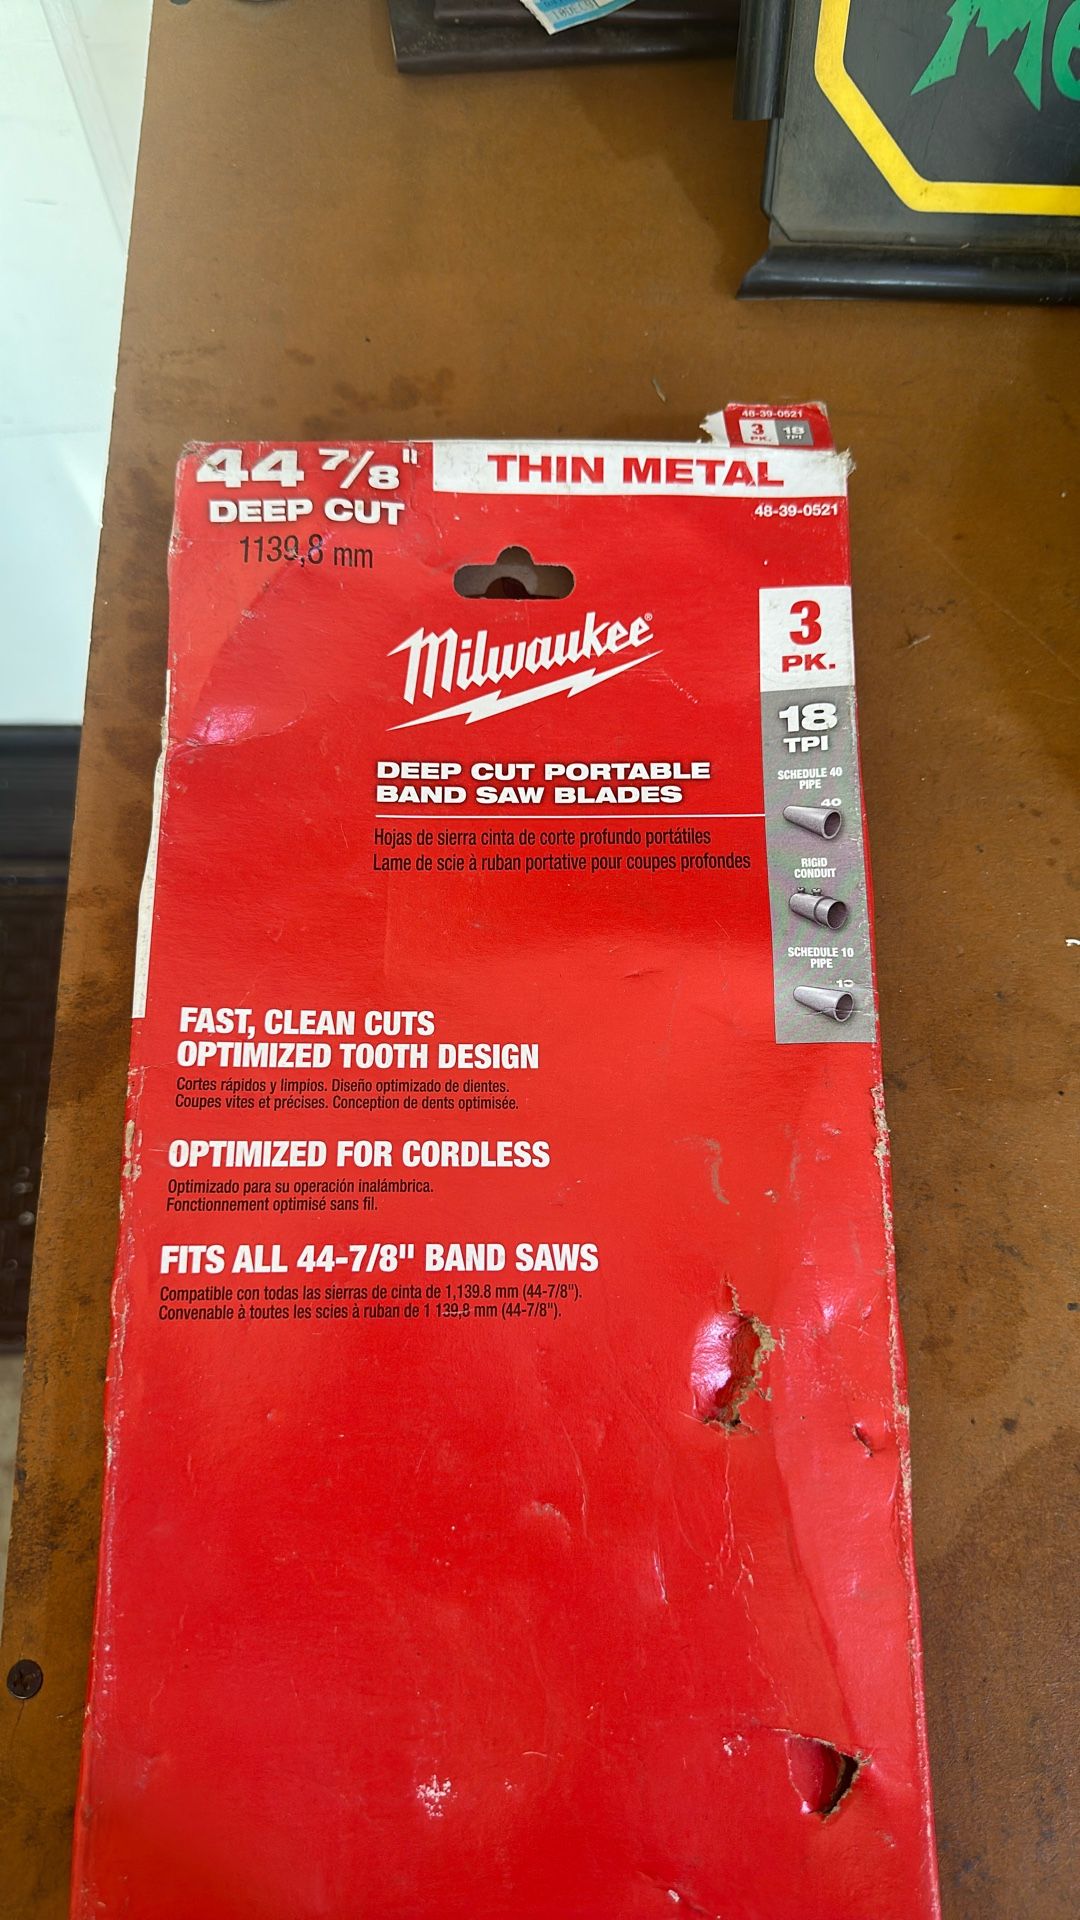 Me
48-39-0521
3
PK.
18
TPI
44 7/8"
DEEP CUT
1139,8 mm
THIN METAL
48-39-0521
Milwaukee®
3
PK.
18
TPI
DEEP CUT PORTABLE
BAND SAW BLADES
Hojas de sierra cinta de corte profundo portátiles
Lame de scie à ruban portative pour coupes profondes
SCHEDULE 40
PIPE
40
RIGID
CONDUIT
SCHEDULE 10
PIPE
10
FAST, CLEAN CUTS
OPTIMIZED TOOTH DESIGN
Cortes rápidos y limpios. Diseño optimizado de dientes.
Coupes vites et précises. Conception de dents optimisée.
OPTIMIZED FOR CORDLESS
Optimizado para su operación inalámbrica.
Fonctionnement optimisé sans fil.
FITS ALL 44-7/8" BAND SAWS
Compatible con todas las sierras de cinta de 1,139.8 mm (44-7/8").
Convenable à toutes les scies à ruban de 1 139,8 mm (44-7/8").